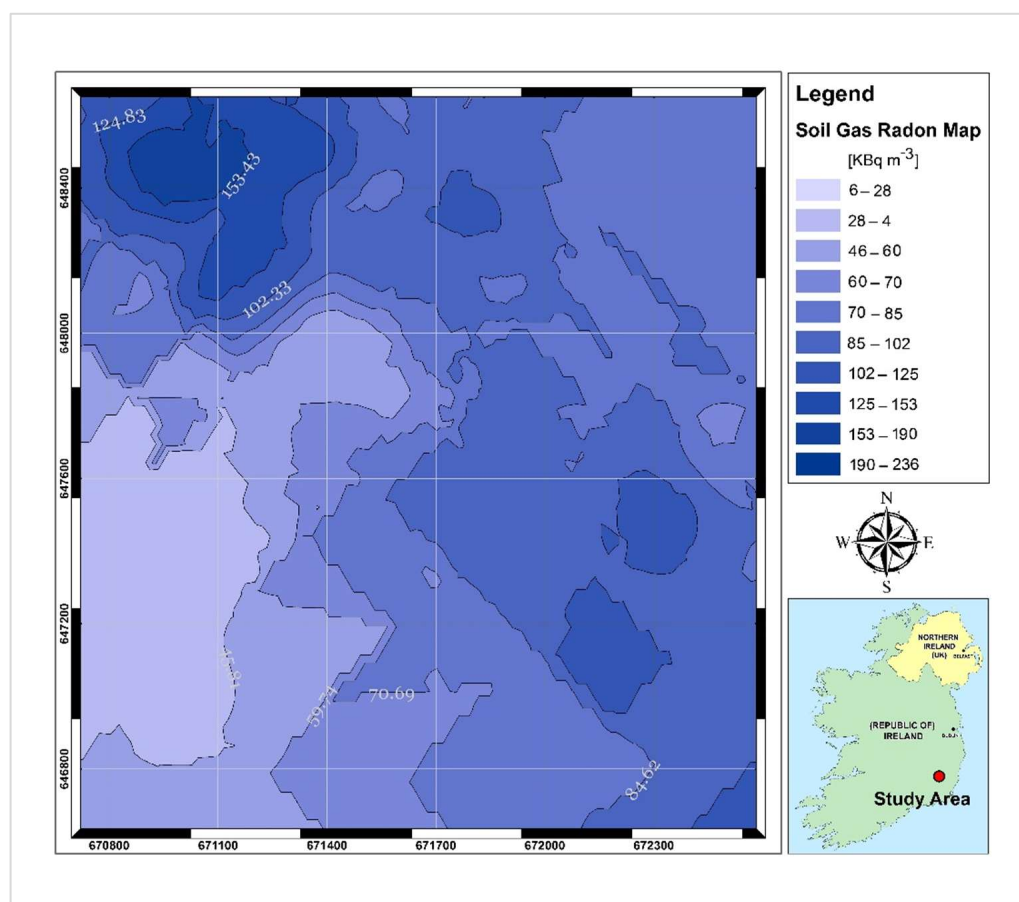 124.83
153.43
102.33
45.81
59.74
70.69
84.62
648400
648000
647600
647200
646800
670800
671100
671400
671700
672000
672300
Legend
Soil Gas Radon Map
[KBq m-3]
6 – 28
28 – 4
46 – 60
60 – 70
70 – 85
85 – 102
102 – 125
125 – 153
153 – 190
190 – 236
N
W
E
S
NORTHERN
IRELAND
(UK)
BELFAST
(REPUBLIC OF)
IRELAND
Study Area